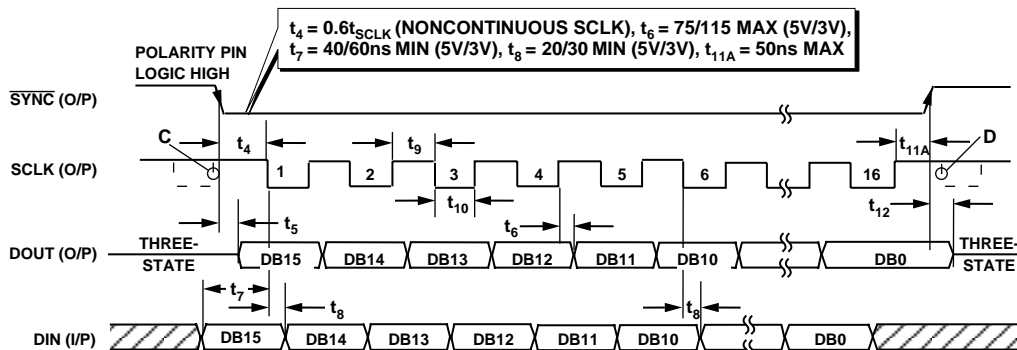 t4 = 0.6tSCLK (NONCONTINUOUS SCLK), t6 = 75/115 MAX (5V/3V),
t7 = 40/60ns MIN (5V/3V), t8 = 20/30 MIN (5V/3V), t11A = 50ns MAX
POLARITY PIN
LOGIC HIGH
SYNC (O/P)
C
t4
t9
t11A
D
SCLK (O/P)
1 2 3 4 5 6 16
t10
t12
t5
t6
DOUT (O/P)
THREE-
STATE
DB15 DB14 DB13 DB12 DB11 DB10 DB0
THREE-
STATE
t7
t8
t8
DIN (I/P)
DB15 DB14 DB13 DB12 DB11 DB10 DB0